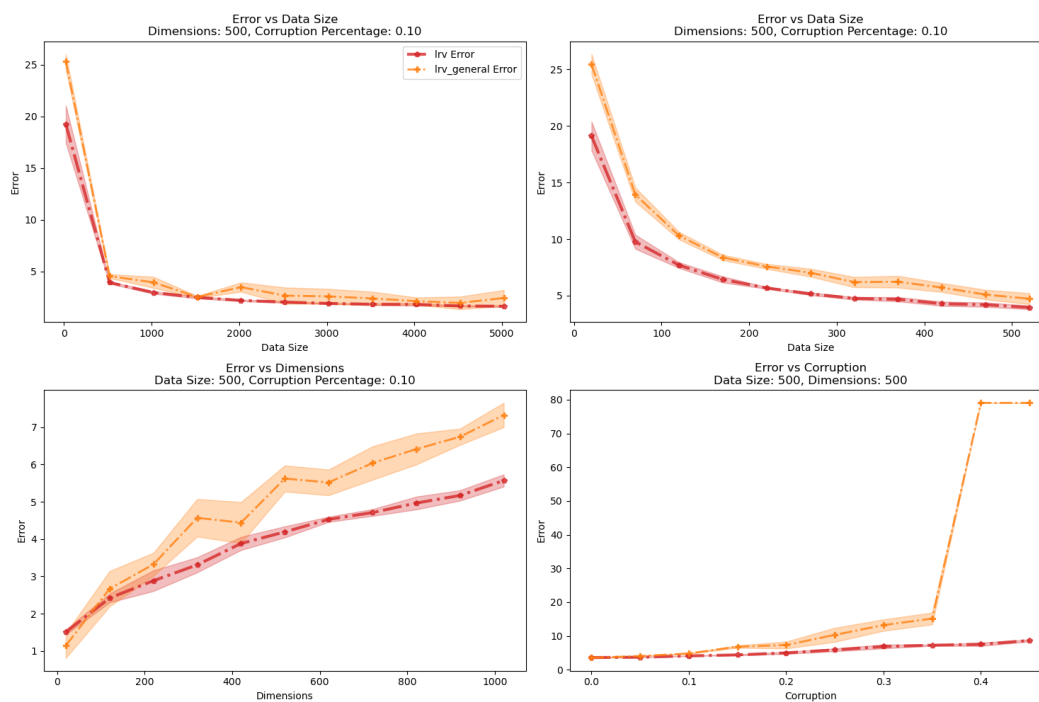 Error vs Data Size
Dimensions: 500, Corruption Percentage: 0.10
lrv Error
lrv_general Error
25
20
15
10
5
Error
0
1000
2000
3000
4000
5000
Data Size
Error vs Data Size
Dimensions: 500, Corruption Percentage: 0.10
25
20
15
10
5
Error
0
100
200
300
400
500
Data Size
Error vs Dimensions
Data Size: 500, Corruption Percentage: 0.10
7
6
5
4
3
2
1
Error
0
200
400
600
800
1000
Dimensions
Error vs Corruption
Data Size: 500, Dimensions: 500
80
70
60
50
40
30
20
10
0
Error
0.0
0.1
0.2
0.3
0.4
Corruption